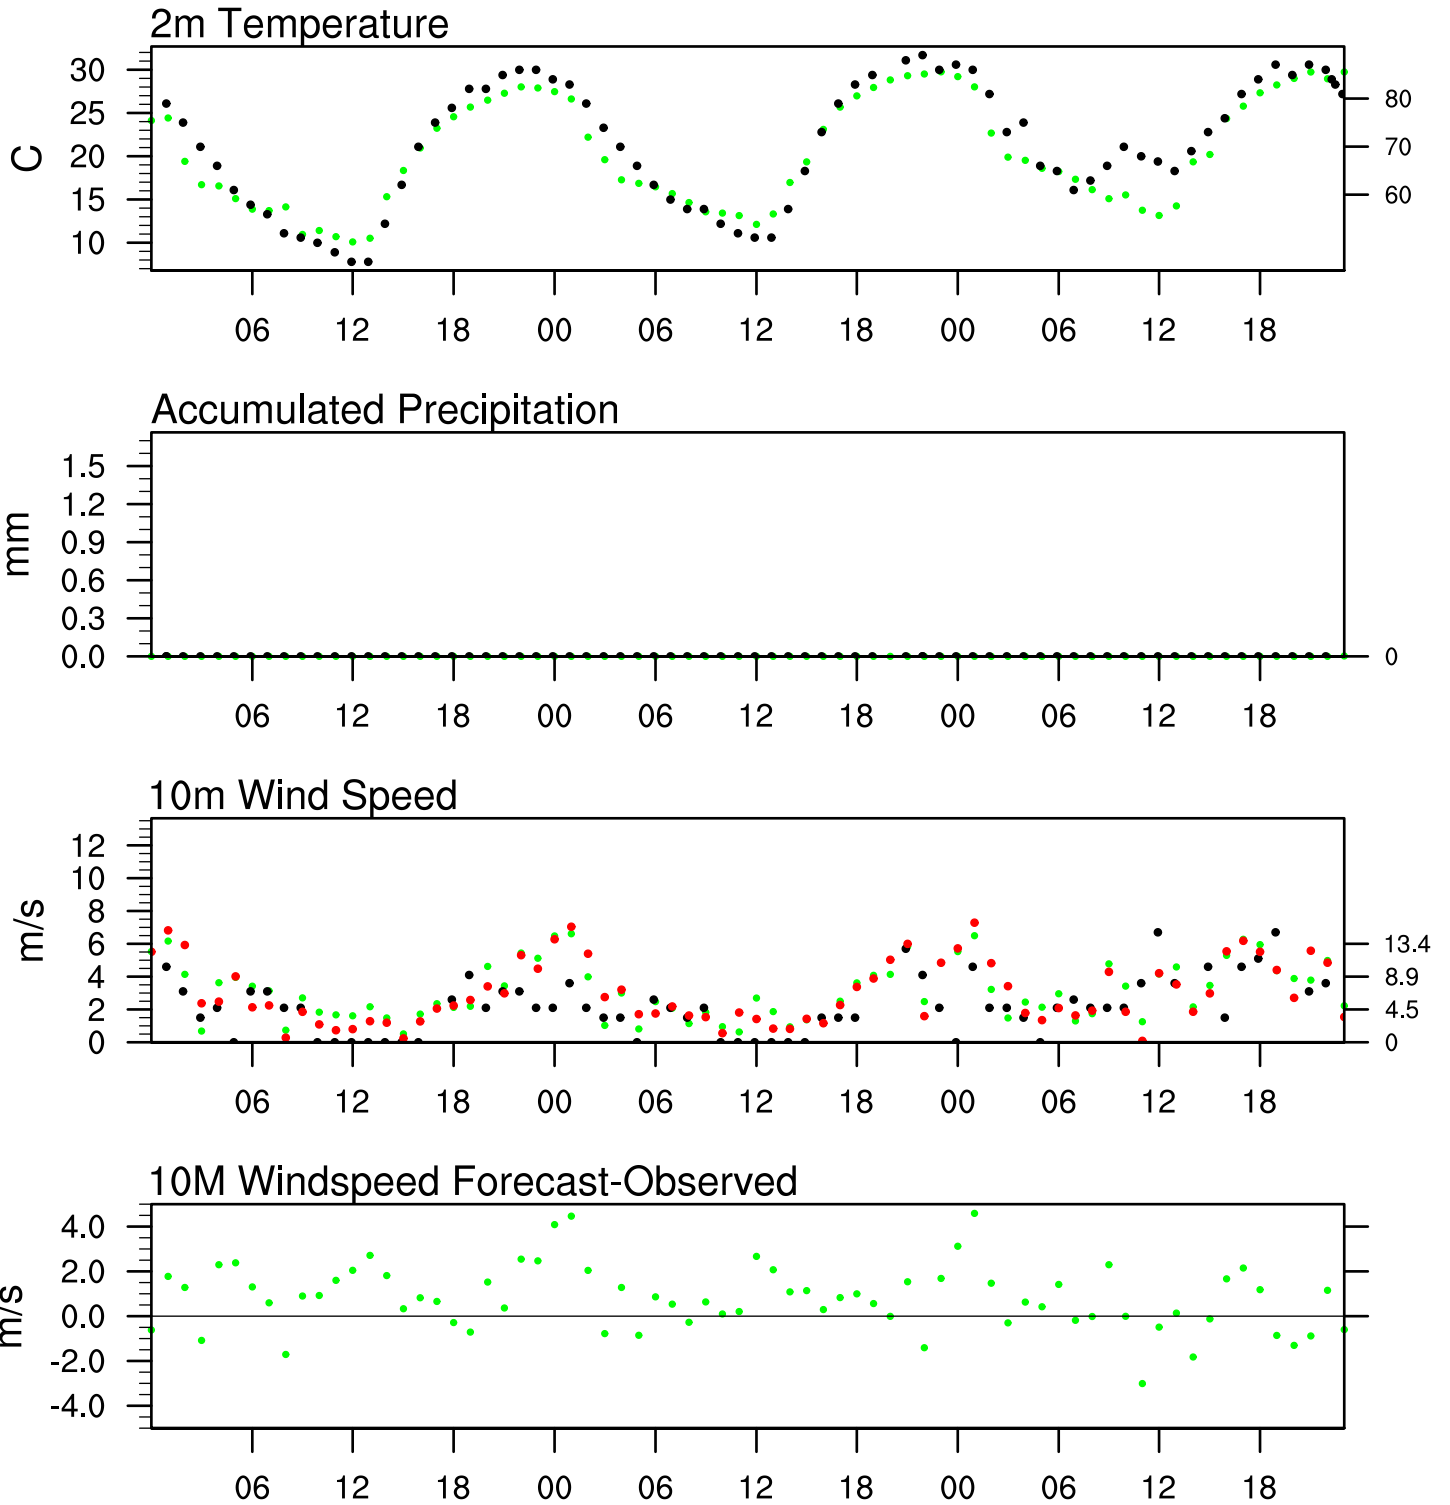 2m Temperature
C
30
25
20
15
10
80
70
60
06 12 18 00 06 12 18 00 06 12 18
Accumulated Precipitation
mm
1.5
1.2
0.9
0.6
0.3
0.0
0
06 12 18 00 06 12 18 00 06 12 18
10m Wind Speed
m/s
12
10
8
6
4
2
0
13.4
8.9
4.5
0
06 12 18 00 06 12 18 00 06 12 18
10M Windspeed Forecast-Observed
m/s
4.0
2.0
0.0
-2.0
-4.0
06 12 18 00 06 12 18 00 06 12 18